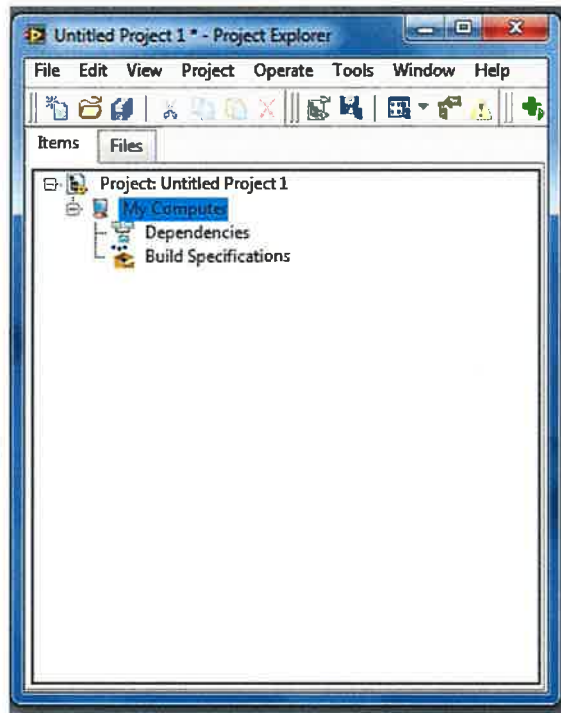 Untitled Project 1 * - Project Explorer
File Edit View Project Operate Tools Window Help
Items Files
Project: Untitled Project 1
My Computer
Dependencies
Build Specifications